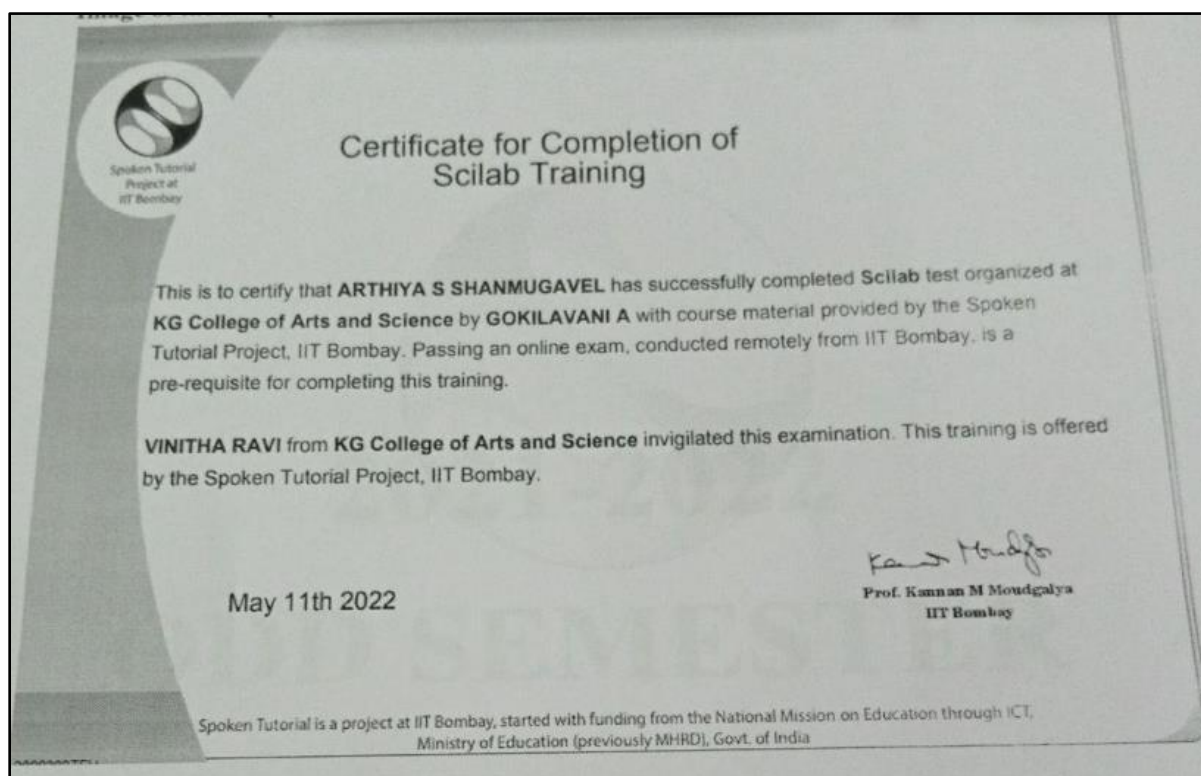 Spoken Tutorial
Project at
IIT Bombay
Certificate for Completion of
Scilab Training
This is to certify that ARTHIYA S SHANMUGAVEL has successfully completed Scilab test organized at
KG College of Arts and Science by GOKILAVANI A with course material provided by the Spoken
Tutorial Project, IIT Bombay. Passing an online exam, conducted remotely from IIT Bombay, is a
pre-requisite for completing this training.
VINITHA RAVI from KG College of Arts and Science invigilated this examination. This training is offered
by the Spoken Tutorial Project, IIT Bombay.
2021-2022
May 11th 2022
Prof. Kannan M Moudgalya
IIT Bombay
ODD SEMESTER
Spoken Tutorial is a project at IIT Bombay, started with funding from the National Mission on Education through ICT,
Ministry of Education (previously MHRD), Govt. of India